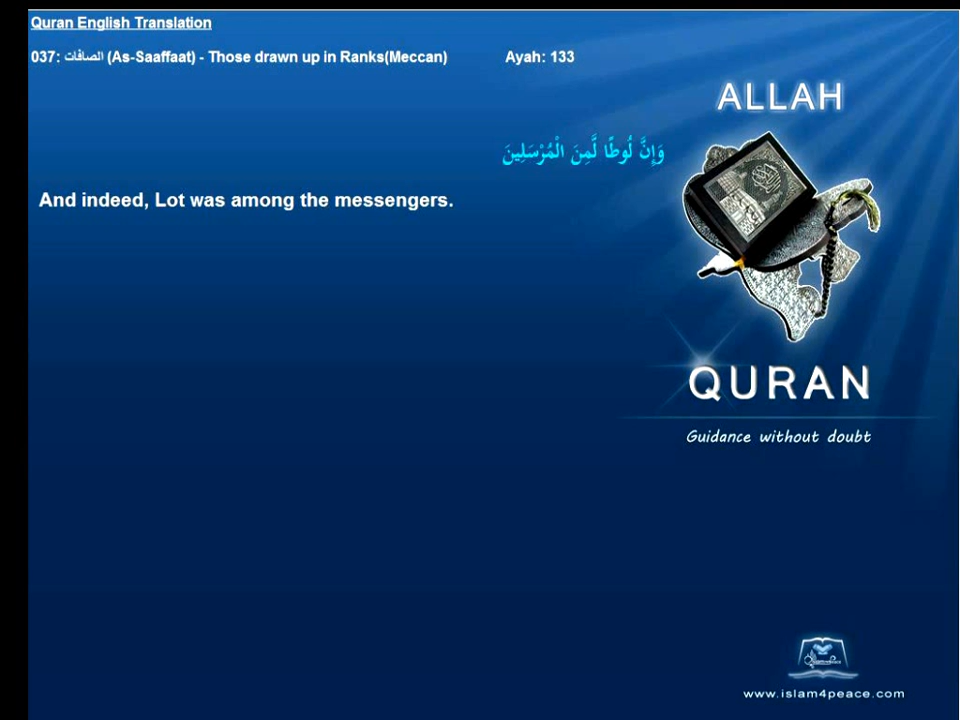 Quran English Translation
037: الصافات (As-Saaffaat) - Those drawn up in Ranks(Meccan) Ayah: 133
ALLAH
وَإِنَّ لُوطًا لَّمِنَ الْمُرْسَلِينَ
And indeed, Lot was among the messengers.
QURAN
Guidance without doubt
www.islam4peace.com